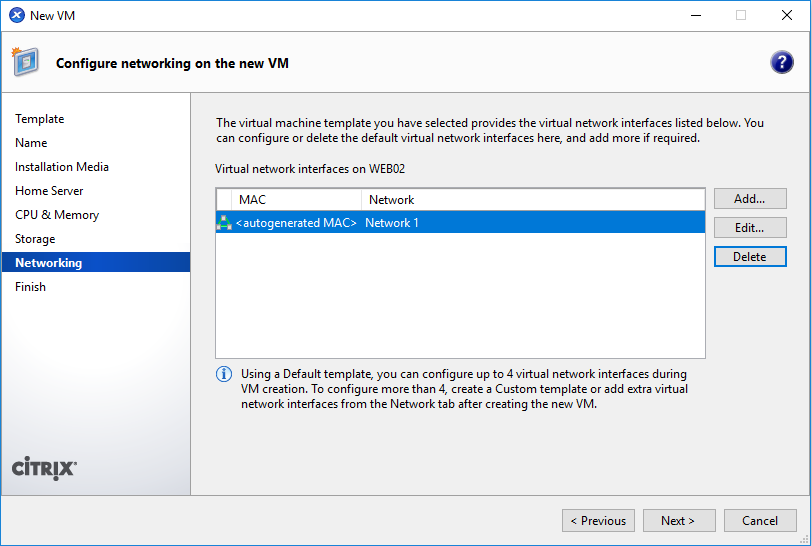 New VM
Configure networking on the new VM
?
Template
Name
Installation Media
Home Server
CPU & Memory
Storage
Networking
Finish
CITRIX
The virtual machine template you have selected provides the virtual network interfaces listed below. You
can configure or delete the default virtual network interfaces here, and add more if required.
Virtual network interfaces on WEB02
MAC Network
<autogenerated MAC> Network 1
Add...
Edit...
Delete
Using a Default template, you can configure up to 4 virtual network interfaces during
VM creation. To configure more than 4, create a Custom template or add extra virtual
network interfaces from the Network tab after creating the new VM.
< Previous Next > Cancel